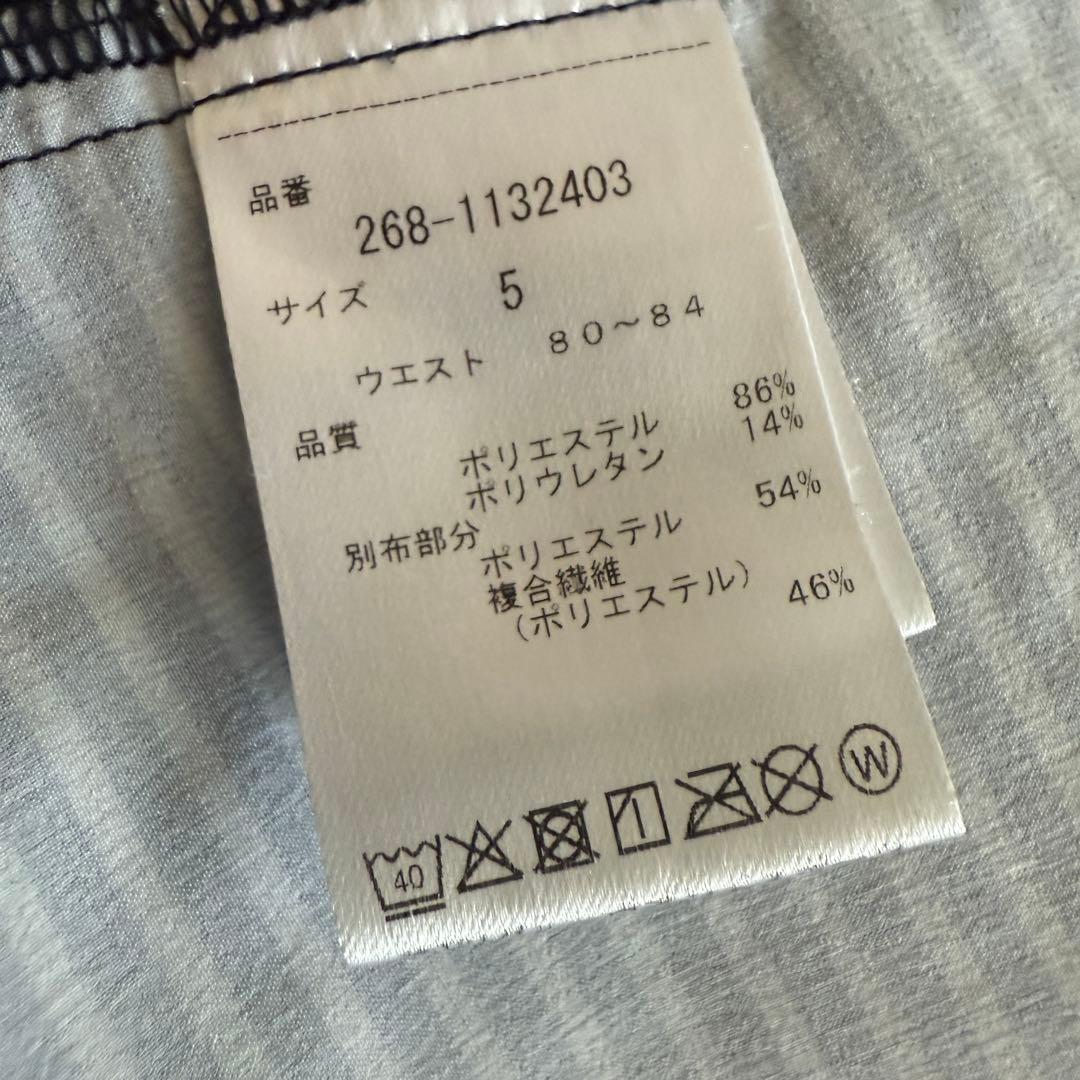 品番
268-1132403
サイズ 5
ウエスト 80～84
品質
ポリエステル 86%
ポリウレタン 14%
別布部分
ポリエステル 54%
複合繊維
(ポリエステル) 46%
40
W